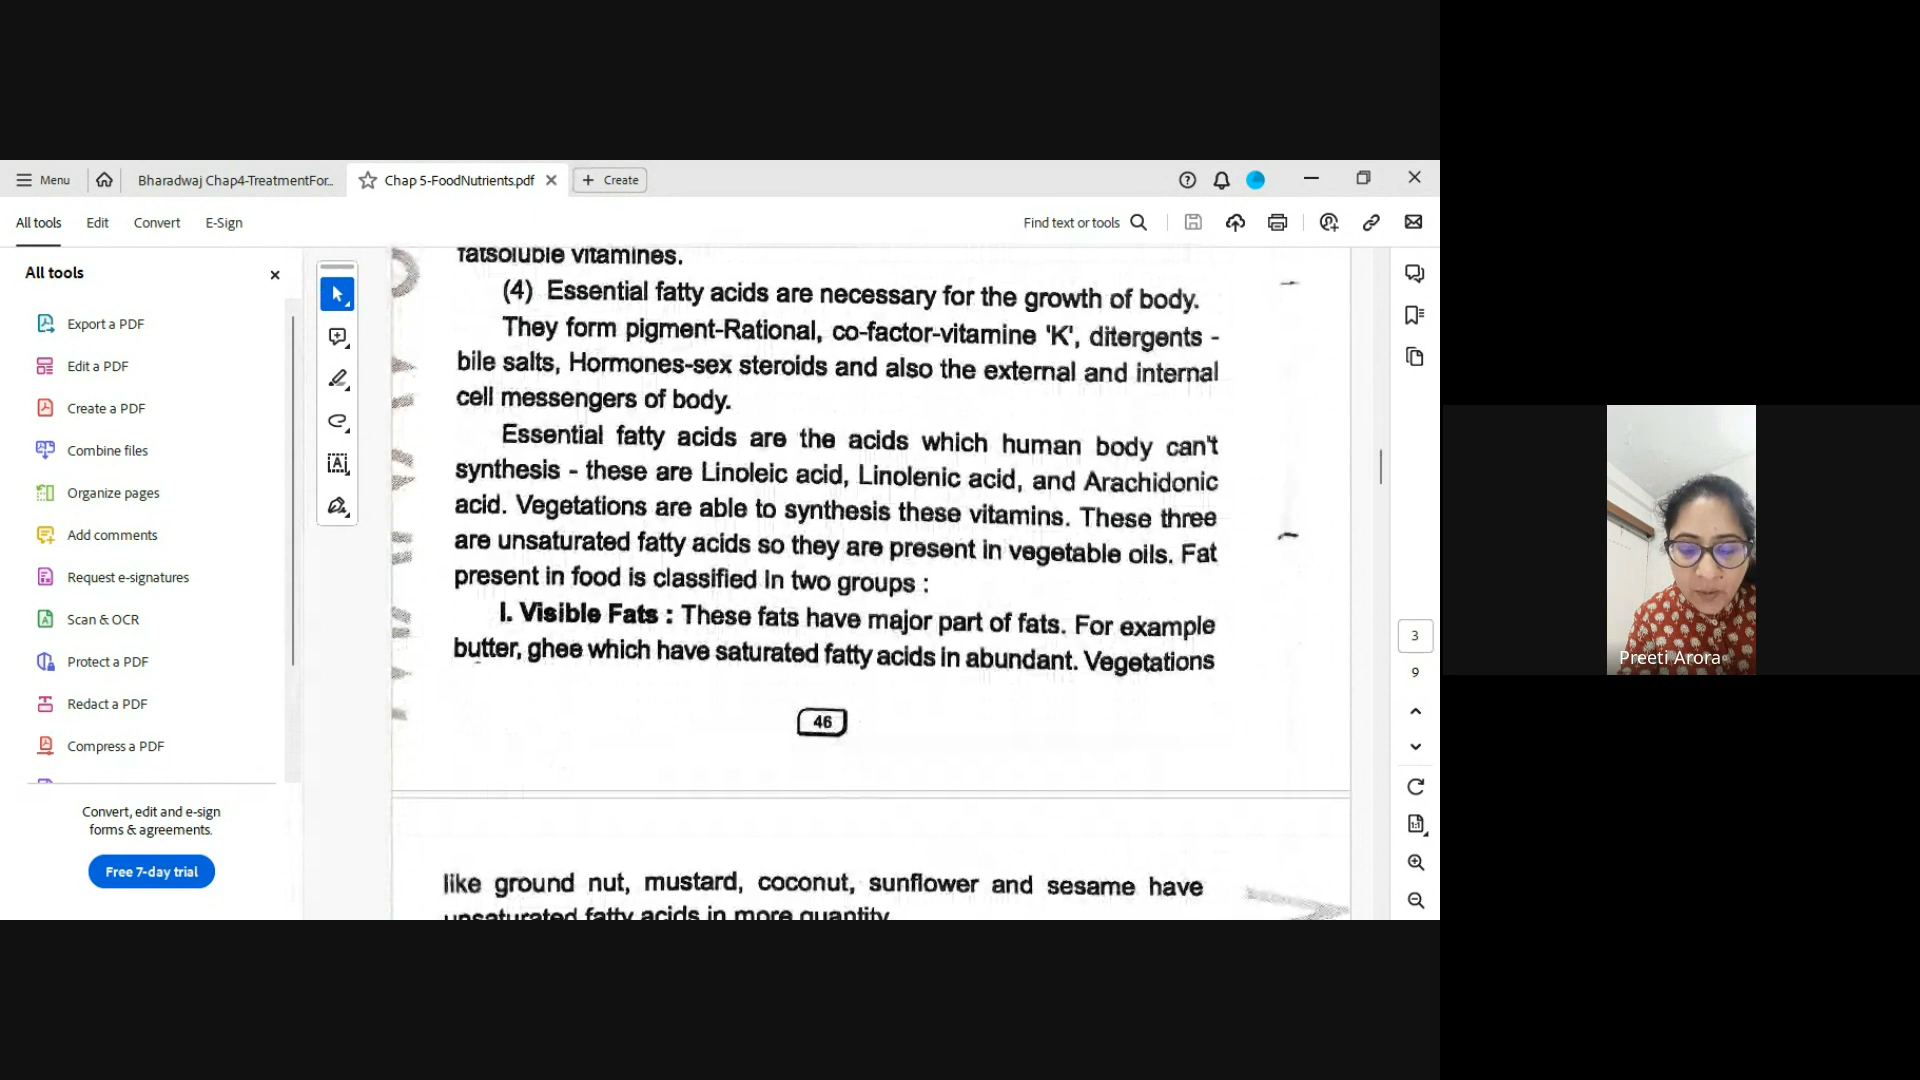 Menu
Bharadwaj Chap4-TreatmentFor...
Chap 5-FoodNutrients.pdf
Create
All tools
Edit
Convert
E-Sign
Find text or tools
All tools
Export a PDF
Edit a PDF
Create a PDF
Combine files
Organize pages
Add comments
Request e-signatures
Scan & OCR
Protect a PDF
Redact a PDF
Compress a PDF
Convert, edit and e-sign
forms & agreements.
Free 7-day trial
fatsoluble vitamines.
(4) Essential fatty acids are necessary for the growth of body.
They form pigment-Rational, co-factor-vitamine 'K', ditergents -
bile salts, Hormones-sex steroids and also the external and internal
cell messengers of body.
Essential fatty acids are the acids which human body can't
synthesis - these are Linoleic acid, Linolenic acid, and Arachidonic
acid. Vegetations are able to synthesis these vitamins. These three
are unsaturated fatty acids so they are present in vegetable oils. Fat
present in food is classified in two groups :
I. Visible Fats : These fats have major part of fats. For example
butter, ghee which have saturated fatty acids in abundant. Vegetations
46
like ground nut, mustard, coconut, sunflower and sesame have
unsaturated fatty acids in more quantity.
3
9
Preeti Arora